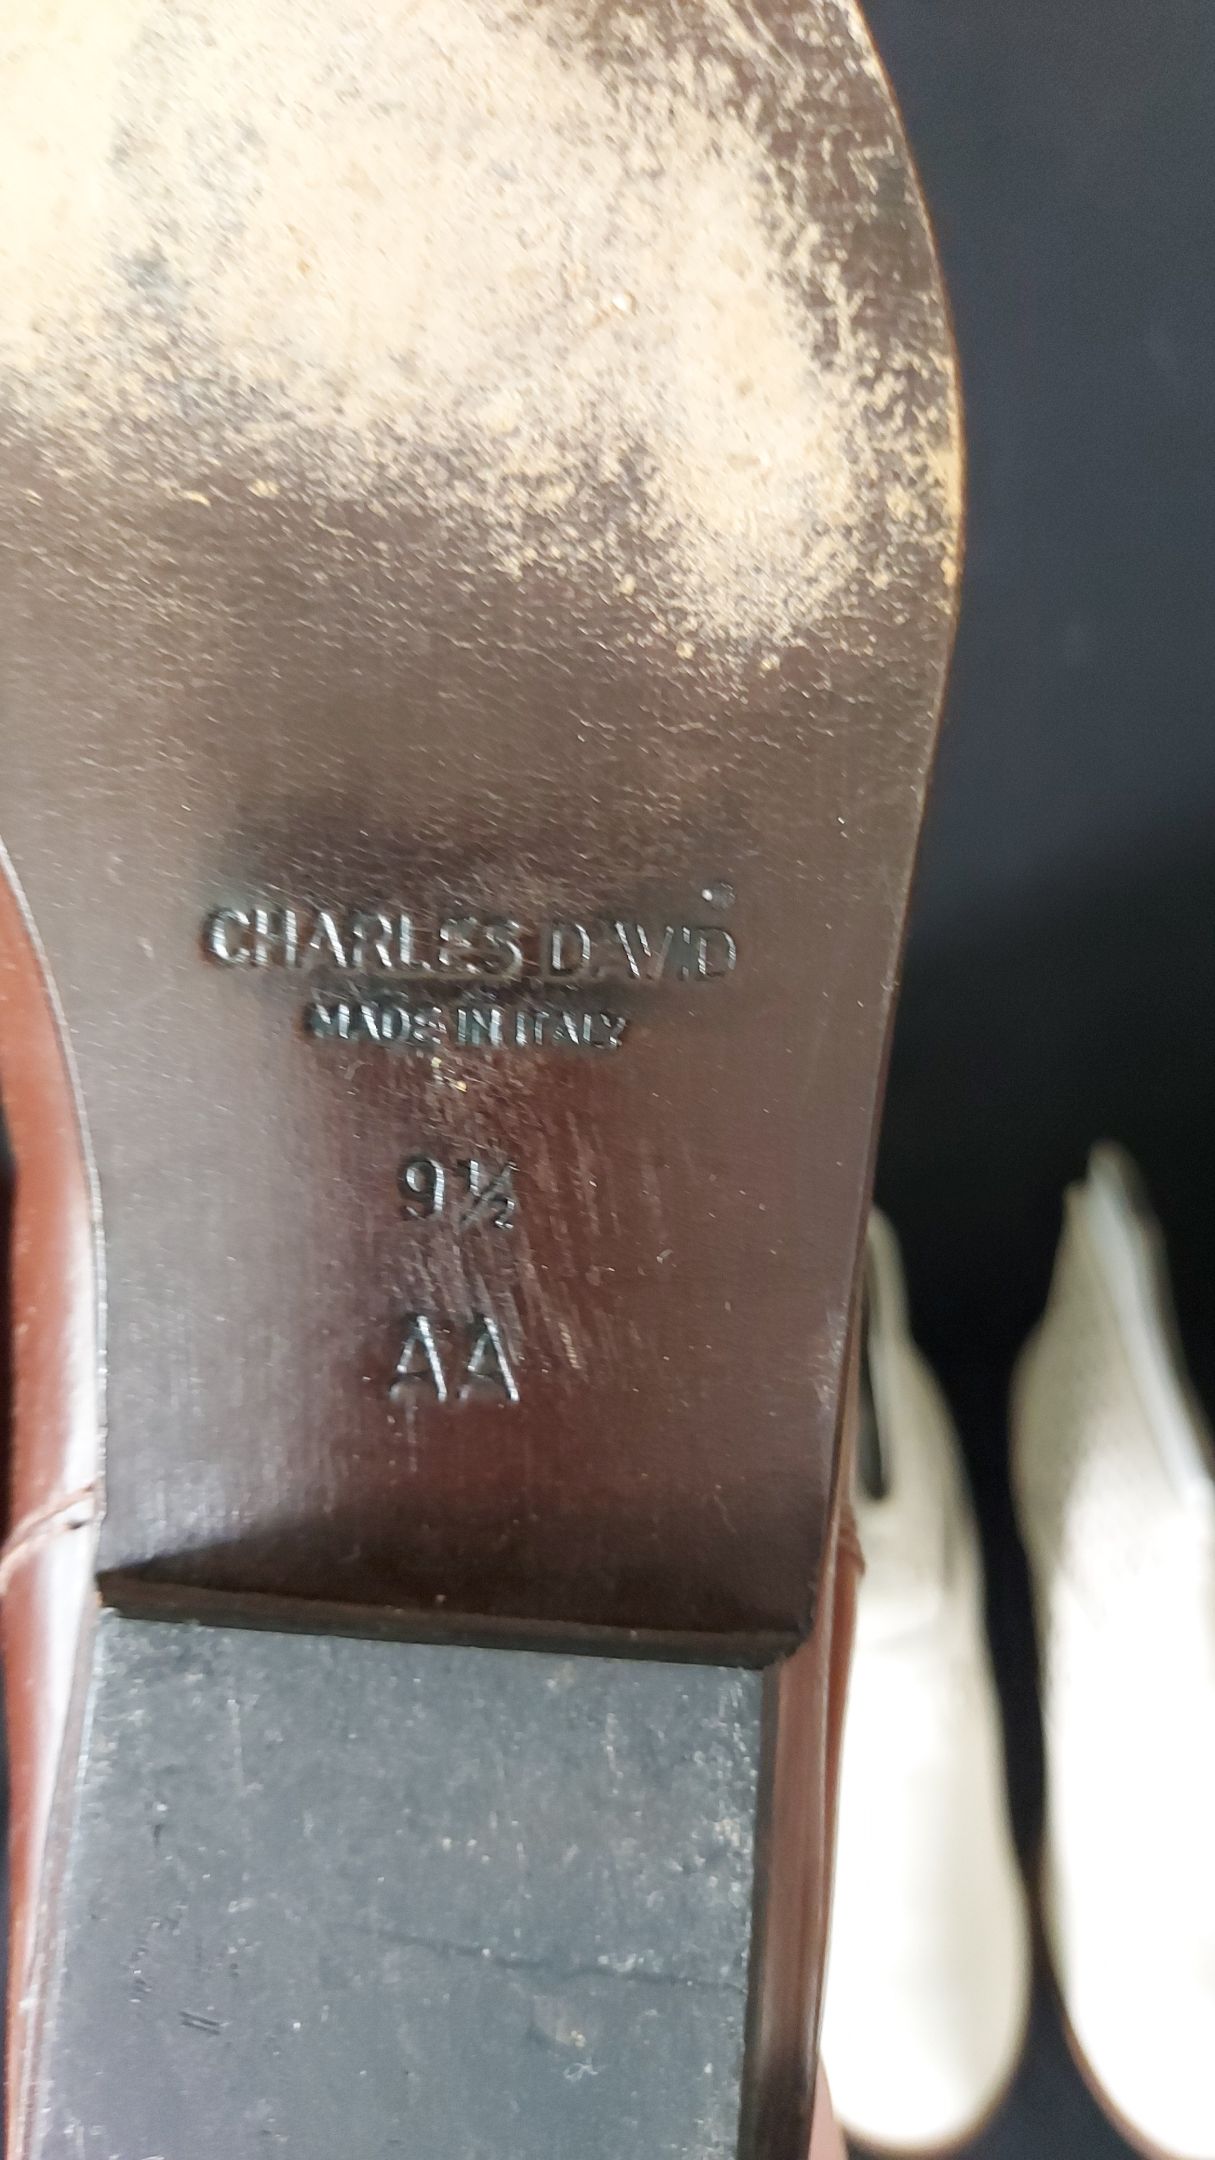 CHARLES DAVID®
MADE IN ITALY
9½
AA